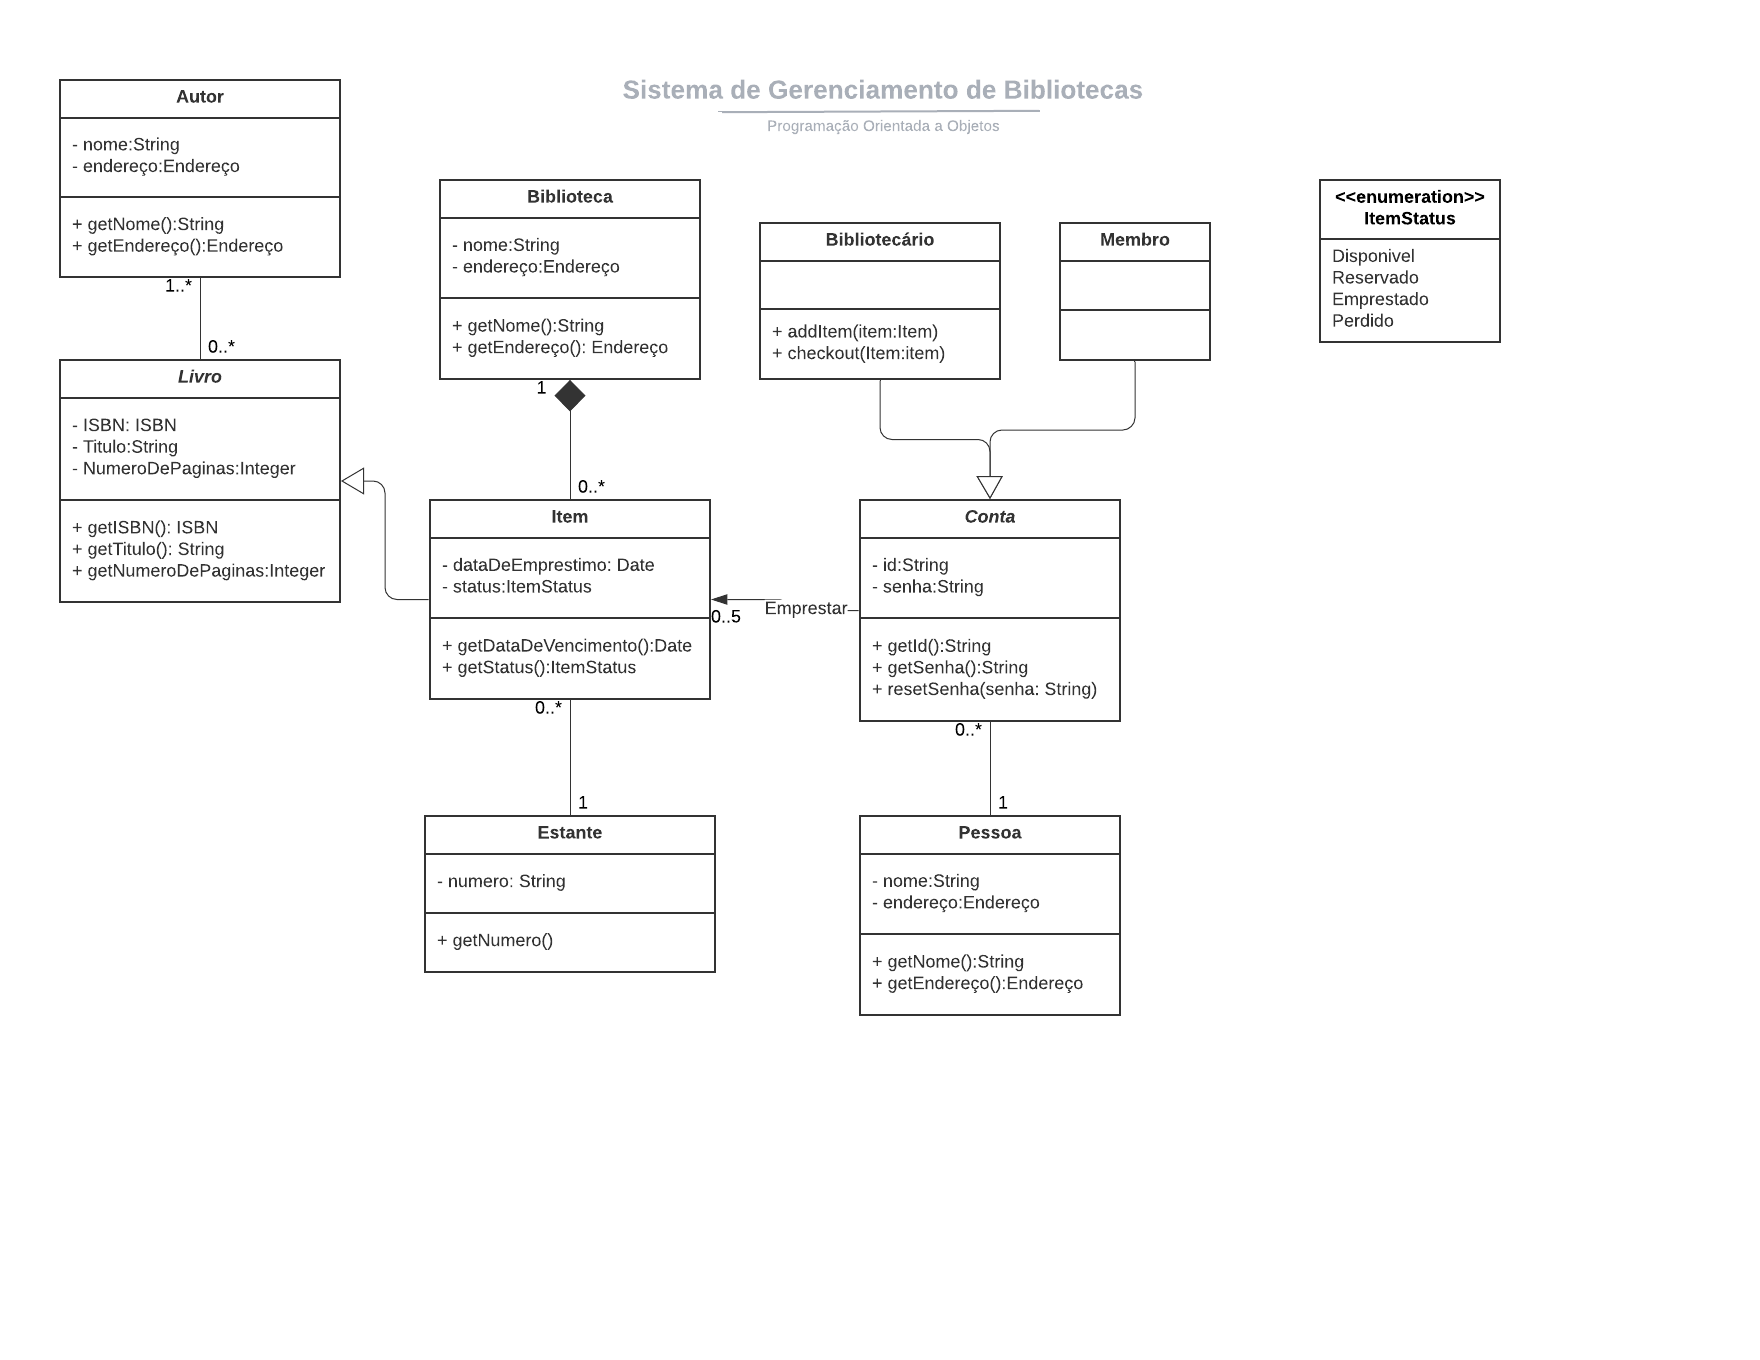 Sistema de Gerenciamento de Bibliotecas
Programação Orientada a Objetos
Autor
- nome:String
- endereço:Endereço
+ getNome():String
+ getEndereço():Endereço
1..*
0..*
Livro
- ISBN: ISBN
- Titulo:String
- NumeroDePaginas:Integer
+ getISBN(): ISBN
+ getTitulo(): String
+ getNumeroDePaginas:Integer
Biblioteca
- nome:String
- endereço:Endereço
+ getNome():String
+ getEndereço(): Endereço
1
0..*
Item
- dataDeEmprestimo: Date
- status:ItemStatus
+ getDataDeVencimento():Date
+ getStatus():ItemStatus
0..5
Emprestar
0..*
1
Estante
- numero: String
+ getNumero()
Bibliotecário
+ addItem(item:Item)
+ checkout(Item:item)
Membro
Conta
- id:String
- senha:String
+ getId():String
+ getSenha():String
+ resetSenha(senha: String)
0..*
1
Pessoa
- nome:String
- endereço:Endereço
+ getNome():String
+ getEndereço():Endereço
<<enumeration>>
ItemStatus
Disponivel
Reservado
Emprestado
Perdido